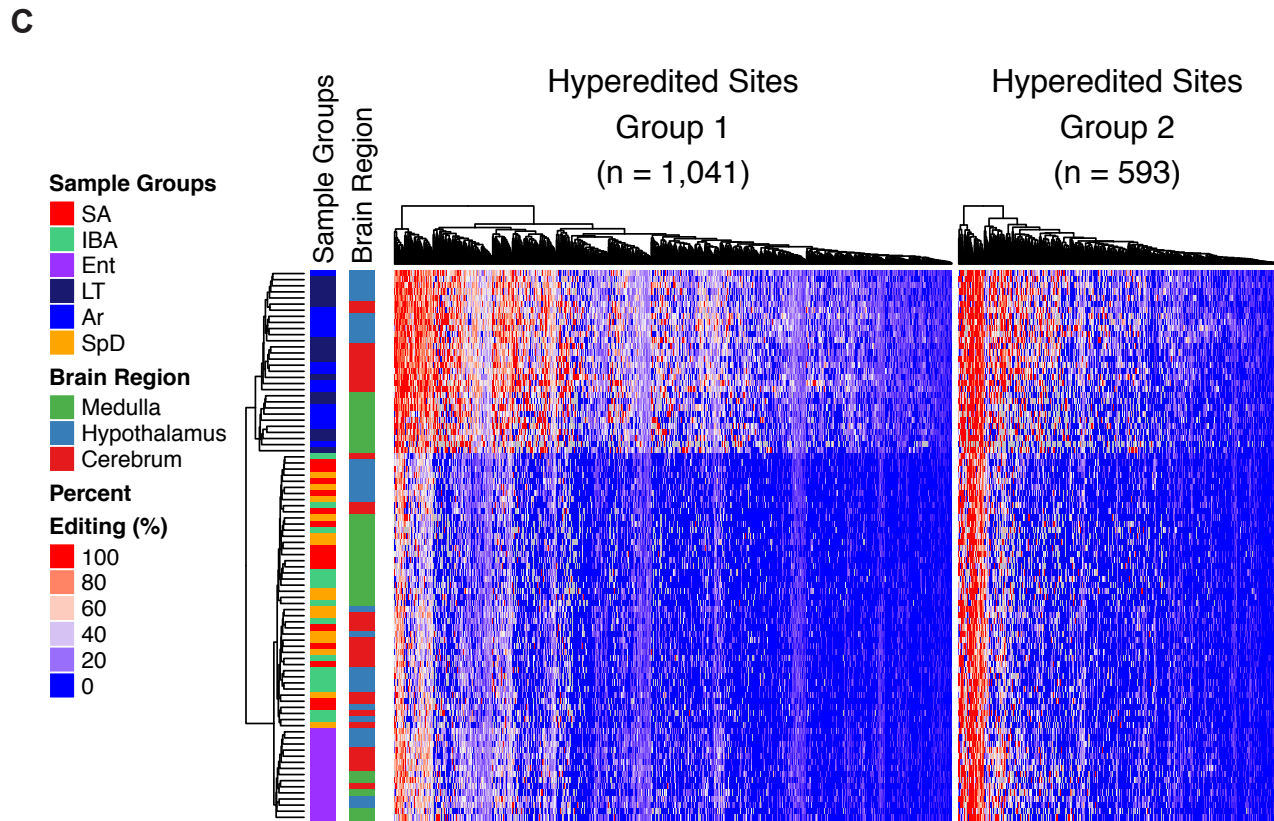 C
Hyperedited Sites
Group 1
(n = 1,041)
Hyperedited Sites
Group 2
(n = 593)
Sample Groups
Brain Region
Sample Groups
SA
IBA
Ent
LT
Ar
SpD
Brain Region
Medulla
Hypothalamus
Cerebrum
Percent
Editing (%)
100
80
60
40
20
0